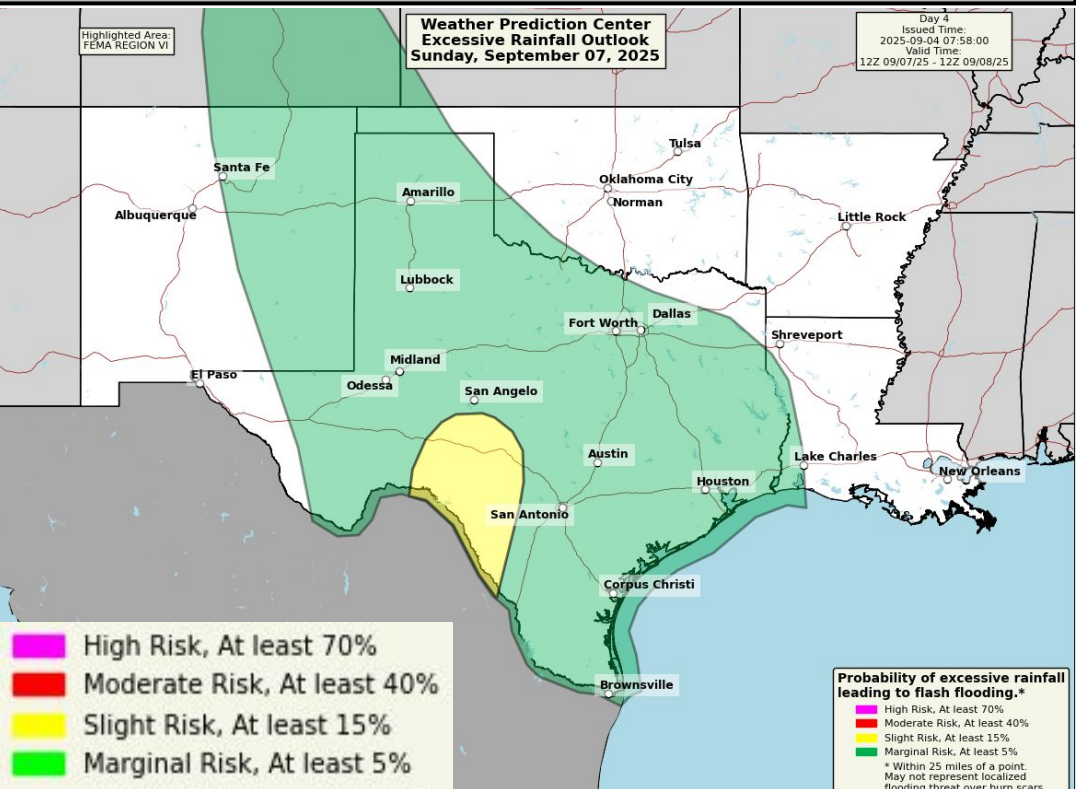 Highlighted Area:
FEMA REGION VI
Weather Prediction Center
Excessive Rainfall Outlook
Sunday, September 07, 2025
Day 4
Issued Time:
2025-09-04 07:58:00
Valid Time:
12Z 09/07/25 - 12Z 09/08/25
Tulsa
Santa Fe
Oklahoma City
Amarillo
Norman
Albuquerque
Little Rock
Lubbock
Dallas
Fort Worth
Shreveport
Midland
El Paso
Odessa
San Angelo
Austin
Lake Charles
New Orleans
Houston
San Antonio
Corpus Christi
Brownsville
High Risk, At least 70%
Moderate Risk, At least 40%
Slight Risk, At least 15%
Marginal Risk, At least 5%
Probability of excessive rainfall
leading to flash flooding.*
High Risk, At least 70%
Moderate Risk, At least 40%
Slight Risk, At least 15%
Marginal Risk, At least 5%
* Within 25 miles of a point.
May not represent localized
flooding threat over burn scars